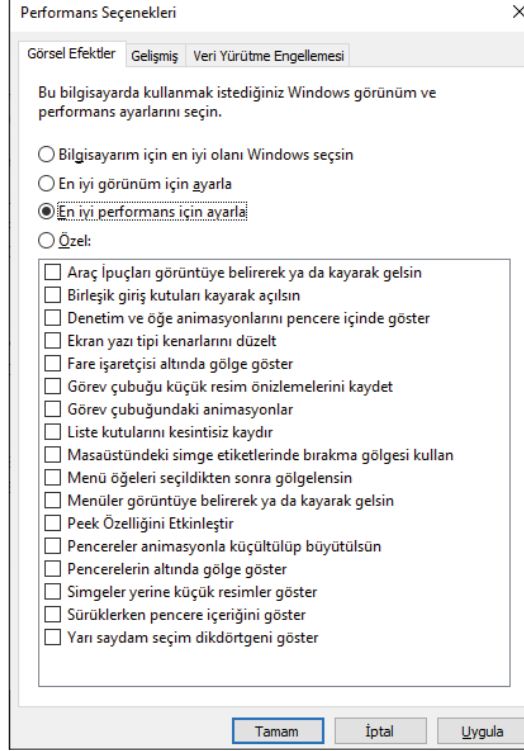 Performans Seçenekleri
Görsel Efektler Gelişmiş Veri Yürütme Engellemesi
Bu bilgisayarda kullanmak istediğiniz Windows görünüm ve
performans ayarlarını seçin.
Bilgisayarım için en iyi olanı Windows seçsin
En iyi görünüm için ayarla
En iyi performans için ayarla
Özel:
Araç İpuçları görüntüye belirerek ya da kayarak gelsin
Birleşik giriş kutuları kayarak açılsın
Denetim ve öğe animasyonlarını pencere içinde göster
Ekran yazı tipi kenarlarını düzelt
Fare işaretçisi altında gölge göster
Görev çubuğu küçük resim önizlemelerini kaydet
Görev çubuğundaki animasyonlar
Liste kutularını kesintisiz kaydır
Masaüstündeki simge etiketlerinde bırakma gölgesi kullan
Menü öğeleri seçildikten sonra gölgelensin
Menüler görüntüye belirerek ya da kayarak gelsin
Peek Özelliğini Etkinleştir
Pencereler animasyonla küçültülüp büyütülsün
Pencerelerin altında gölge göster
Simgeler yerine küçük resimler göster
Sürüklerken pencere içeriğini göster
Yarı saydam seçim dikdörtgeni göster
Tamam İptal Uygula